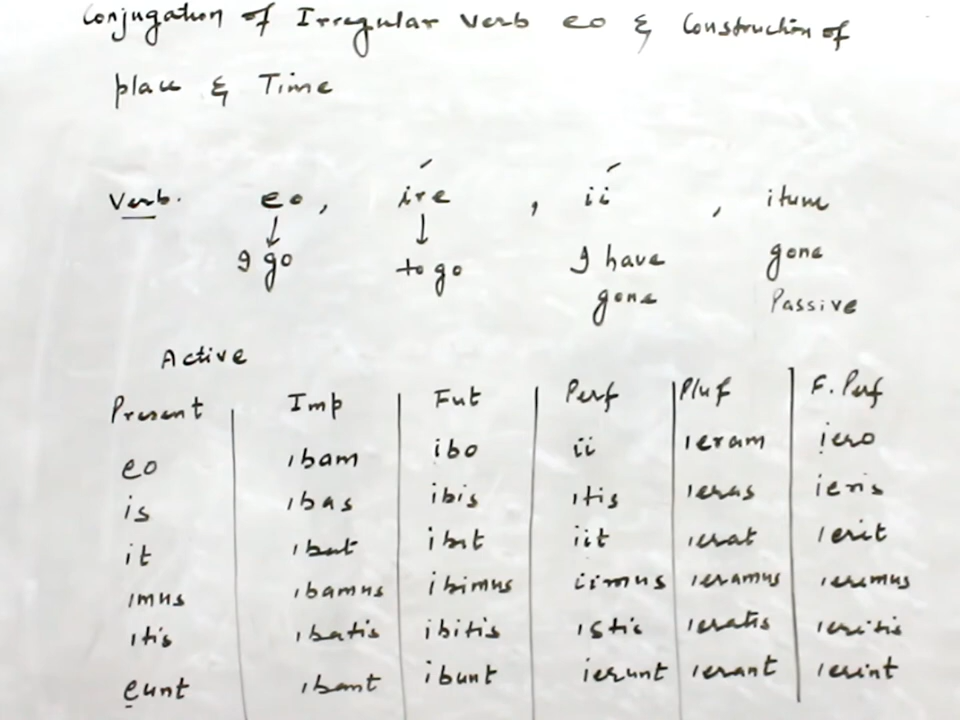 Conjugation of Irregular Verb eo & Construction of
place & Time
Verb. eo, íre, íi, itum
I go to go I have gone
gone Passive
Active
Present Imp Fut Perf Pluf F. Perf
eo ibam ibo ii ieram iero
is ibas ibis itis ieras ieris
it ibat ibit iit ierat ierit
imus ibamus ibimus iimus ieramus ierimus
itis ibatis ibitis istis ieratis ieritis
eunt ibant ibunt ierunt ierant ierint